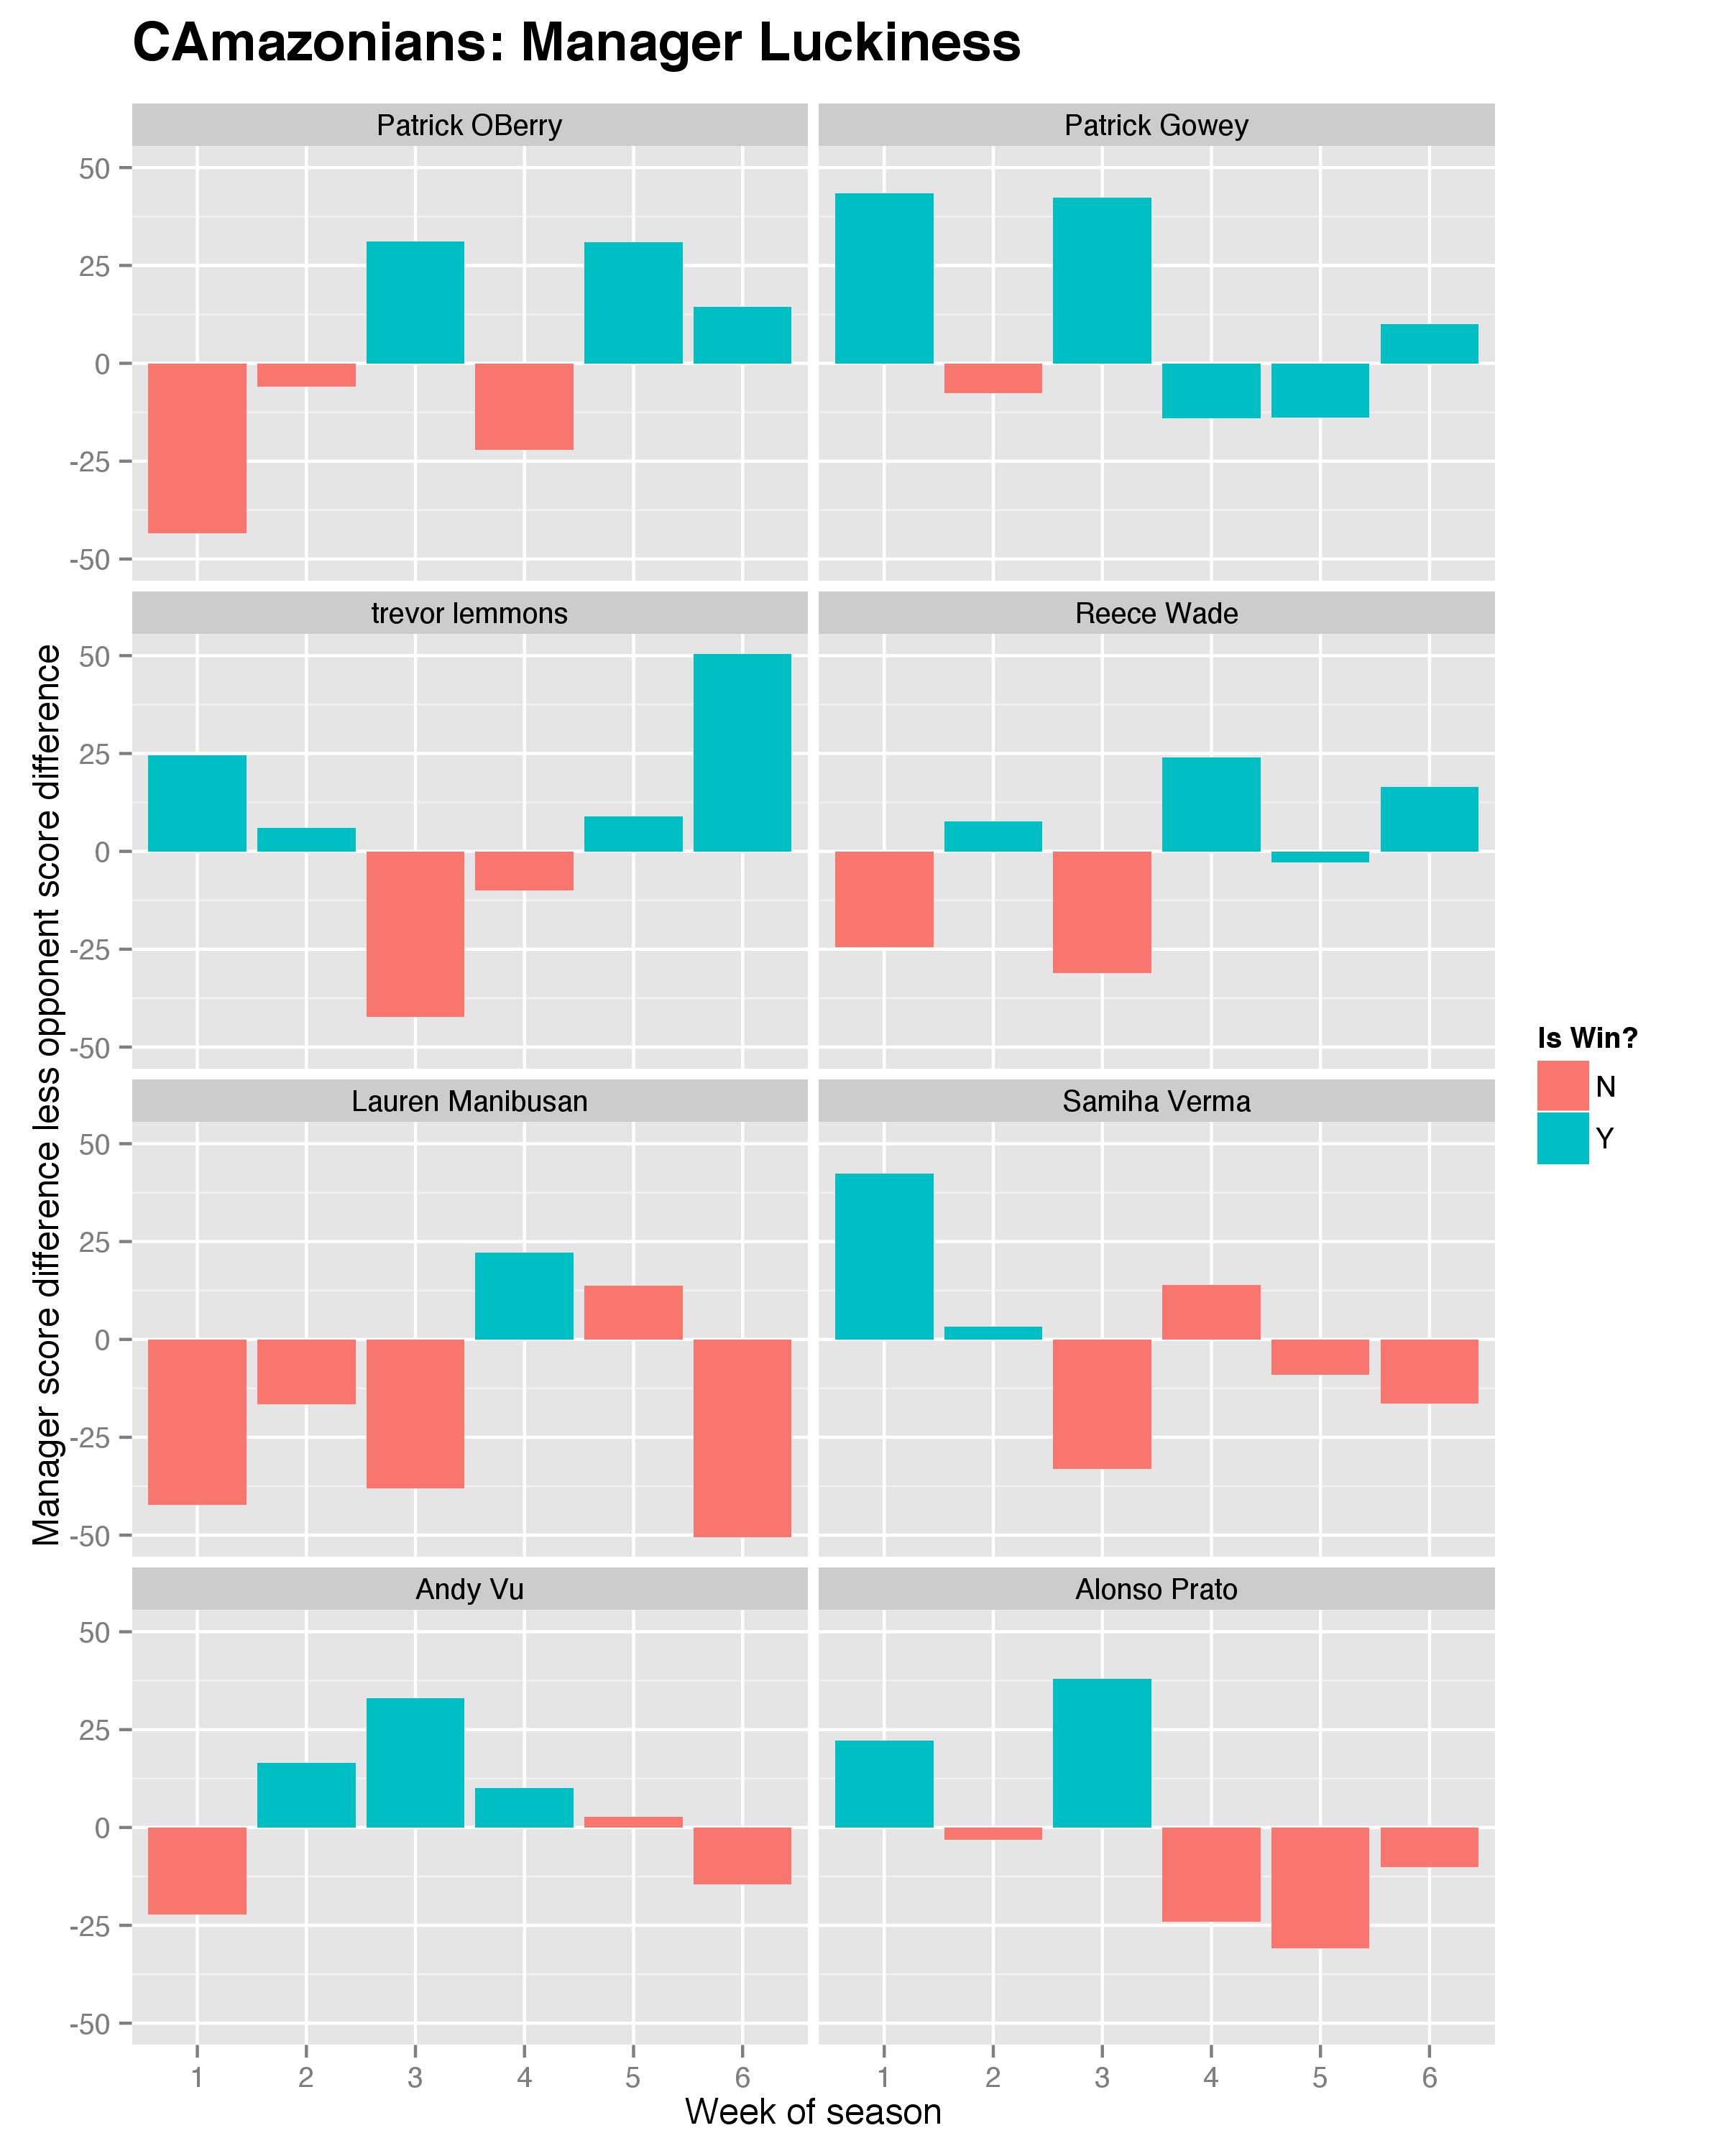 CAmazonians: Manager Luckiness
Patrick OBerry
Patrick Gowey
50
25
0
-25
-50
trevor lemmons
Reece Wade
50
25
0
-25
-50
Lauren Manibusan
Samiha Verma
50
25
0
-25
-50
Andy Vu
Alonso Prato
50
25
0
-25
-50
1 2 3 4 5 6
1 2 3 4 5 6
Week of season
Manager score difference less opponent score difference
Is Win?
N
Y